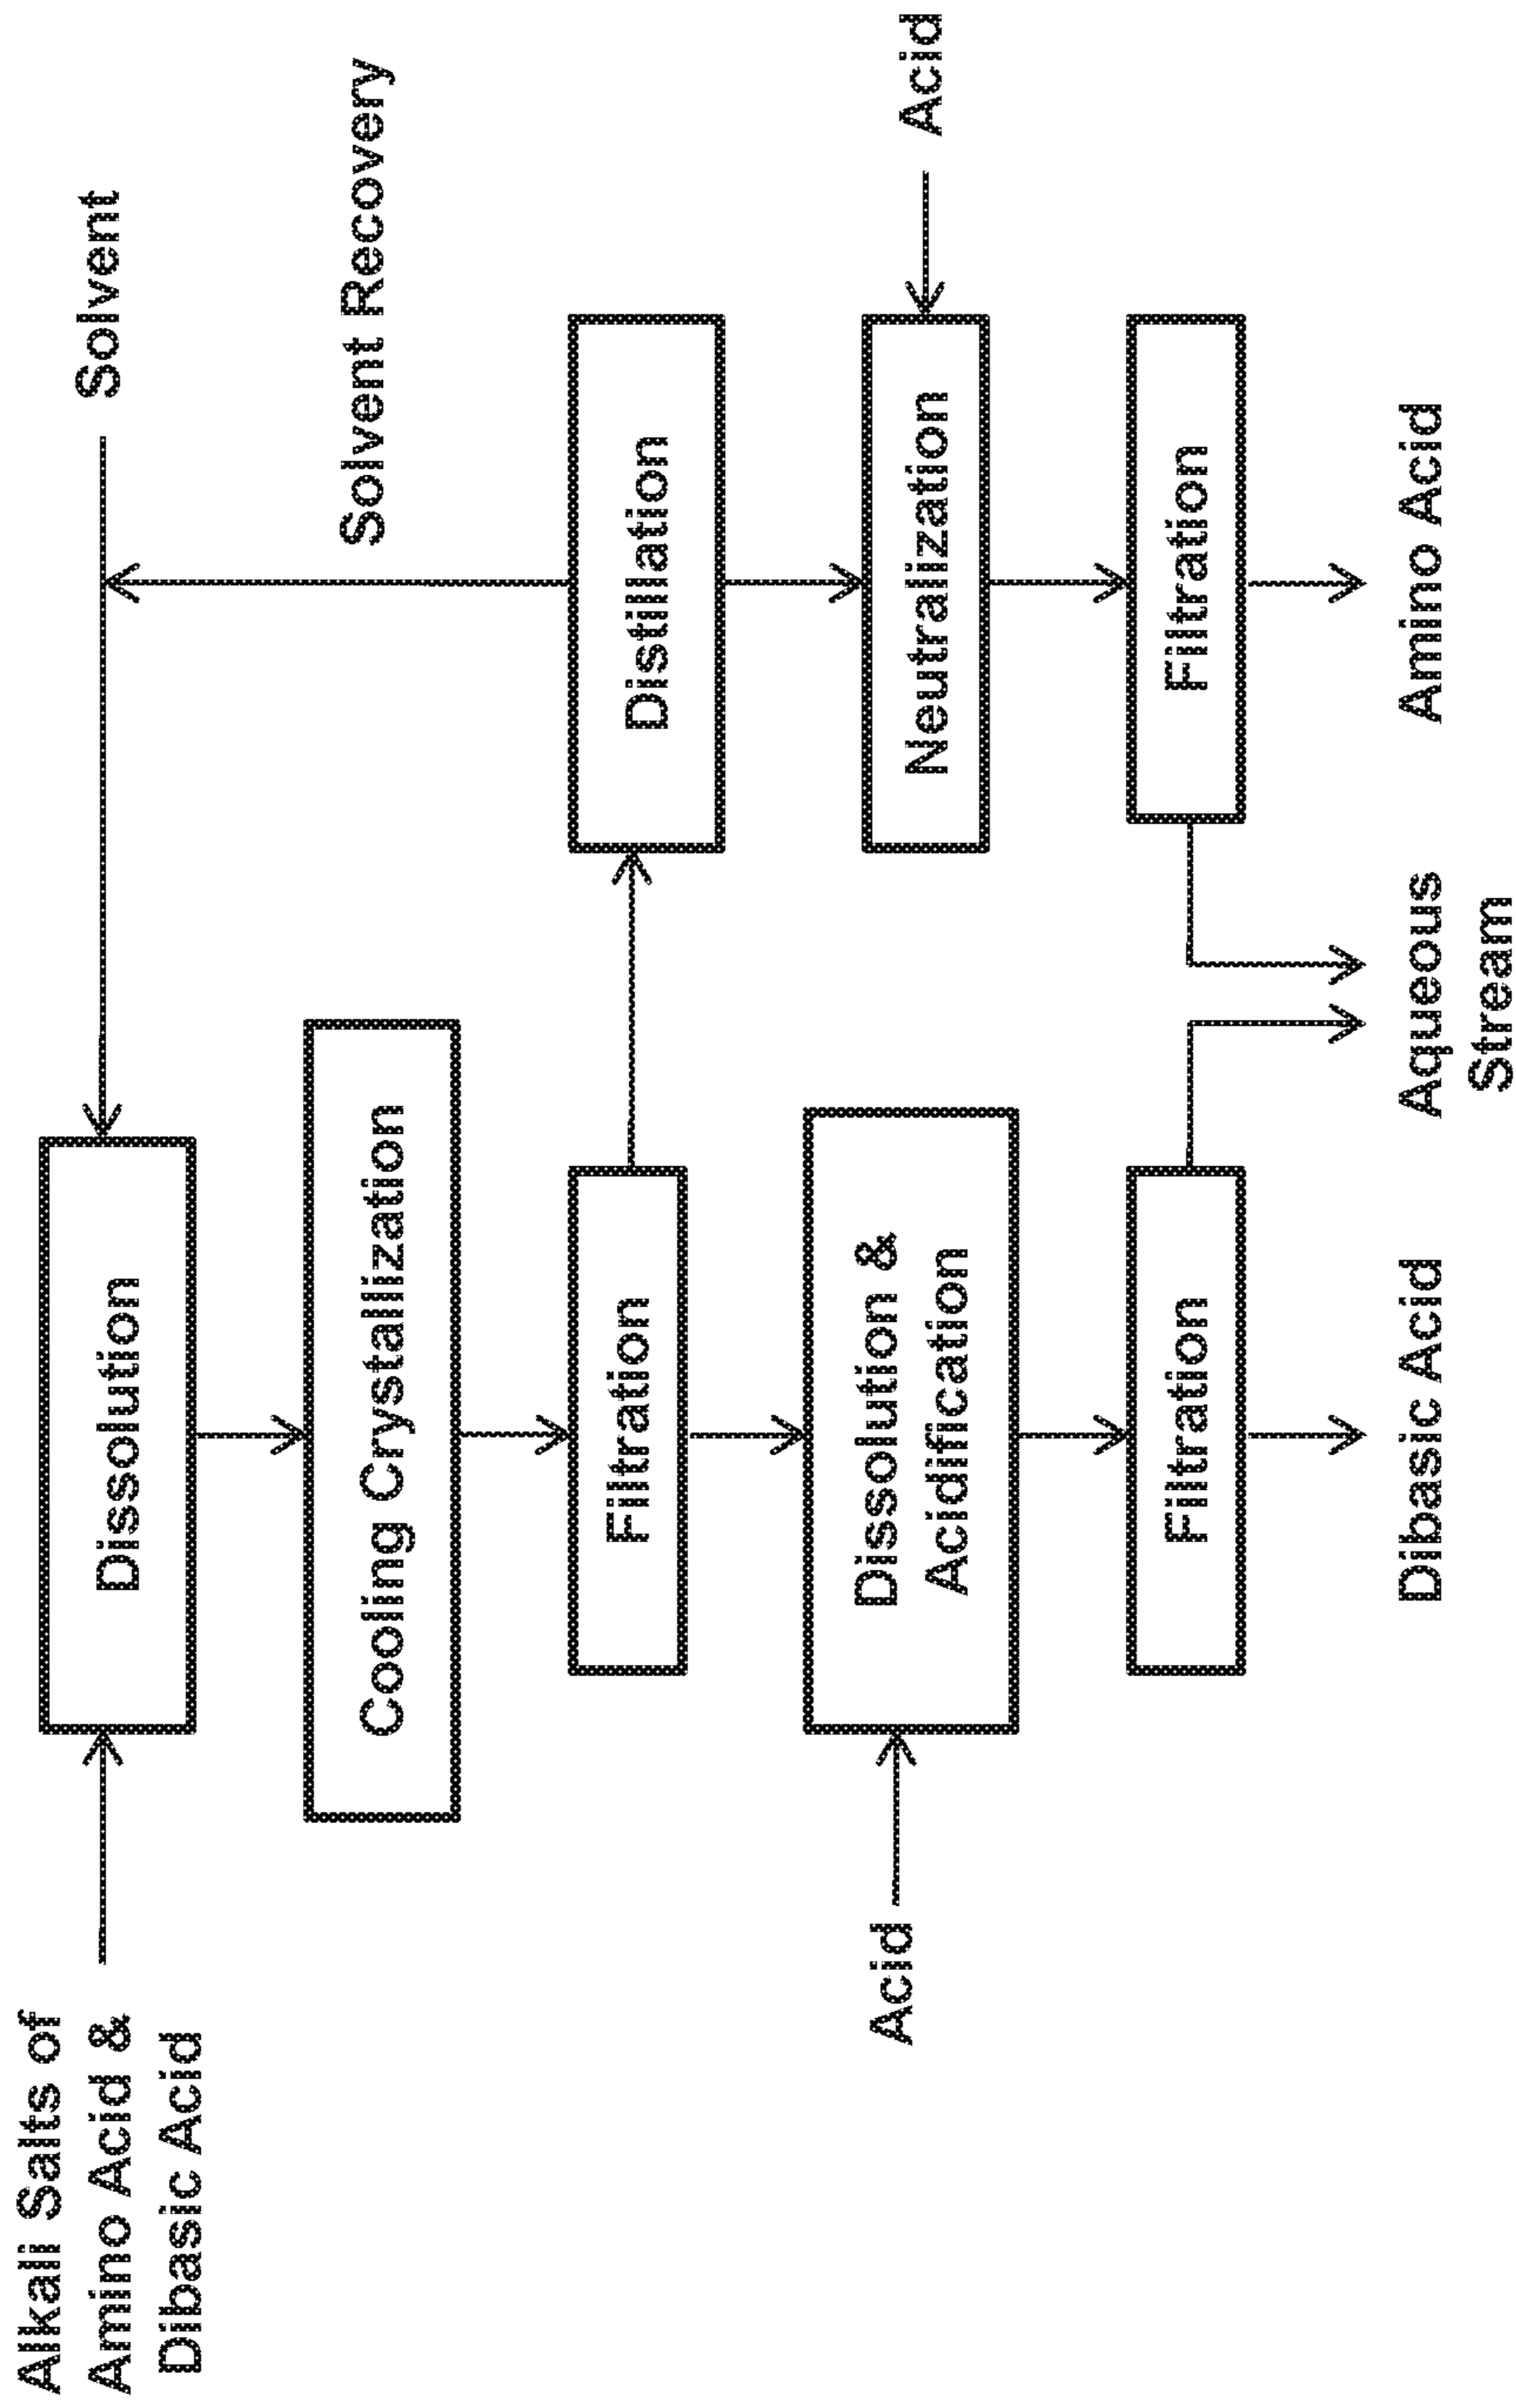 Alkali Salts of
Amino Acid &
Dibasic Acid
Dissolution
Solvent
Cooling Crystallization
Solvent Recovery
Filtration
Distillation
Acid
Dissolution &
Acidification
Neutralization
Acid
Filtration
Filtration
Dibasic Acid
Aqueous
Stream
Amino Acid